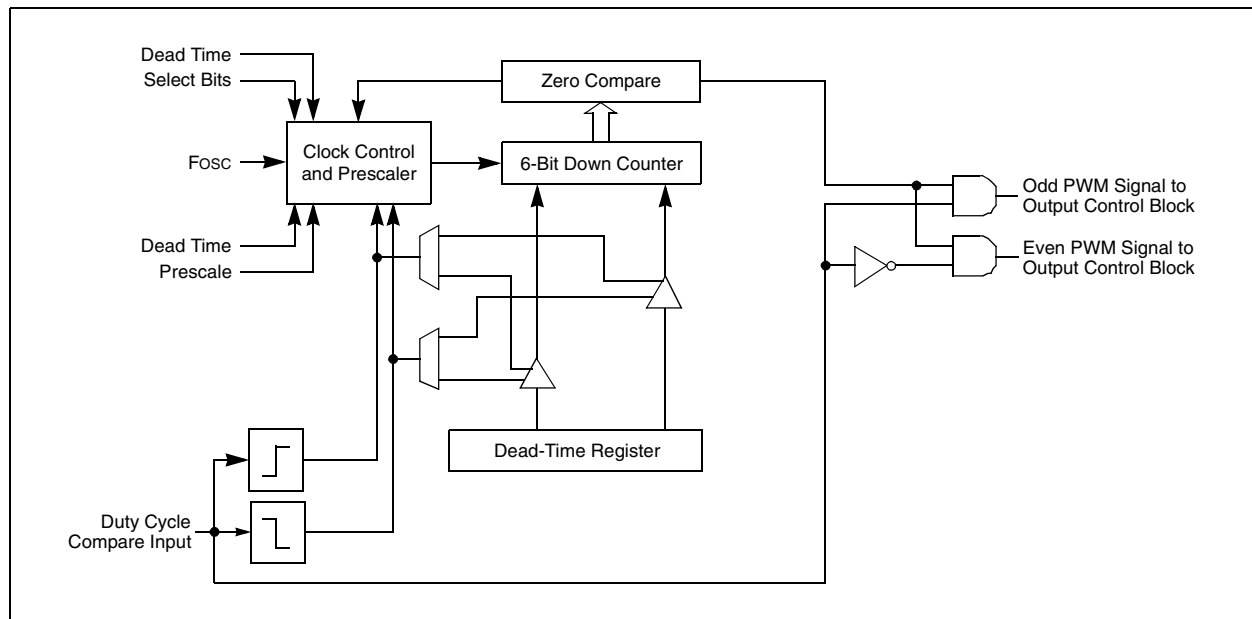 Dead Time
Select Bits
Zero Compare
Clock Control
and Prescaler
6-Bit Down Counter
FOSC
Odd PWM Signal to
Output Control Block
Dead Time
Prescale
Even PWM Signal to
Output Control Block
Dead-Time Register
Duty Cycle
Compare Input